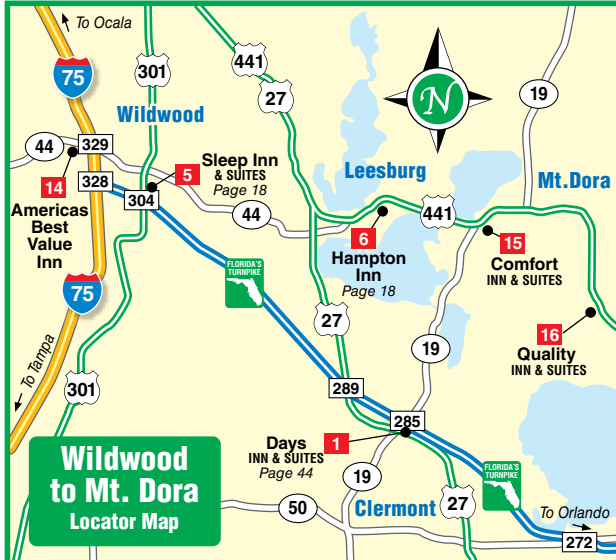 To Ocala
75
301
441
27
N
19
Wildwood
44
329
14
Americas
Best
Value
Inn
328
304
5
Sleep Inn
& SUITES
Page 18
44
Leesburg
441
Mt.Dora
6
Hampton
Inn
Page 18
15
Comfort
INN & SUITES
16
Quality
INN & SUITES
75
FLORIDA'S
TURNPIKE
27
19
To Tampa
301
289
285
Days
INN & SUITES
Page 44
1
19
Clermont
27
FLORIDA'S
TURNPIKE
50
To Orlando
272
Wildwood
to Mt. Dora
Locator Map